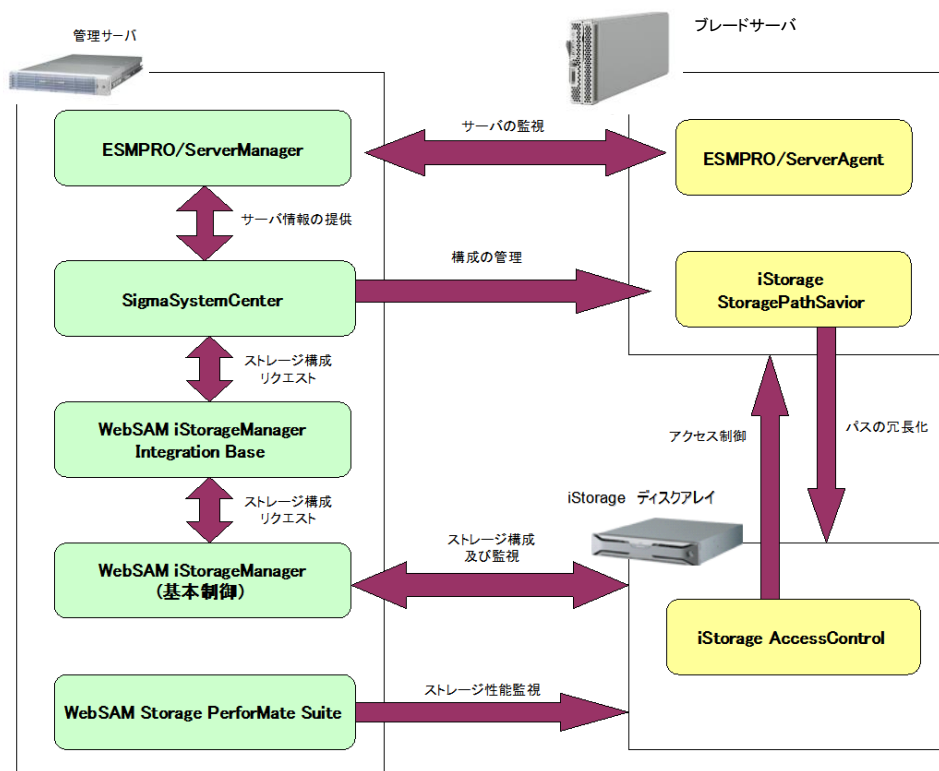 管理サーバ
ブレードサーバ
ESMPRO/ServerManager
サーバの監視
ESMPRO/ServerAgent
サーバ情報の提供
SigmaSystemCenter
構成の管理
iStorage
StoragePathSavior
ストレージ構成
リクエスト
WebSAM iStorageManager
Integration Base
アクセス制御
パスの冗長化
ストレージ構成
リクエスト
iStorage ディスクアレイ
WebSAM iStorageManager
(基本制御)
ストレージ構成
及び監視
iStorage AccessControl
WebSAM Storage PerforMate Suite
ストレージ性能監視